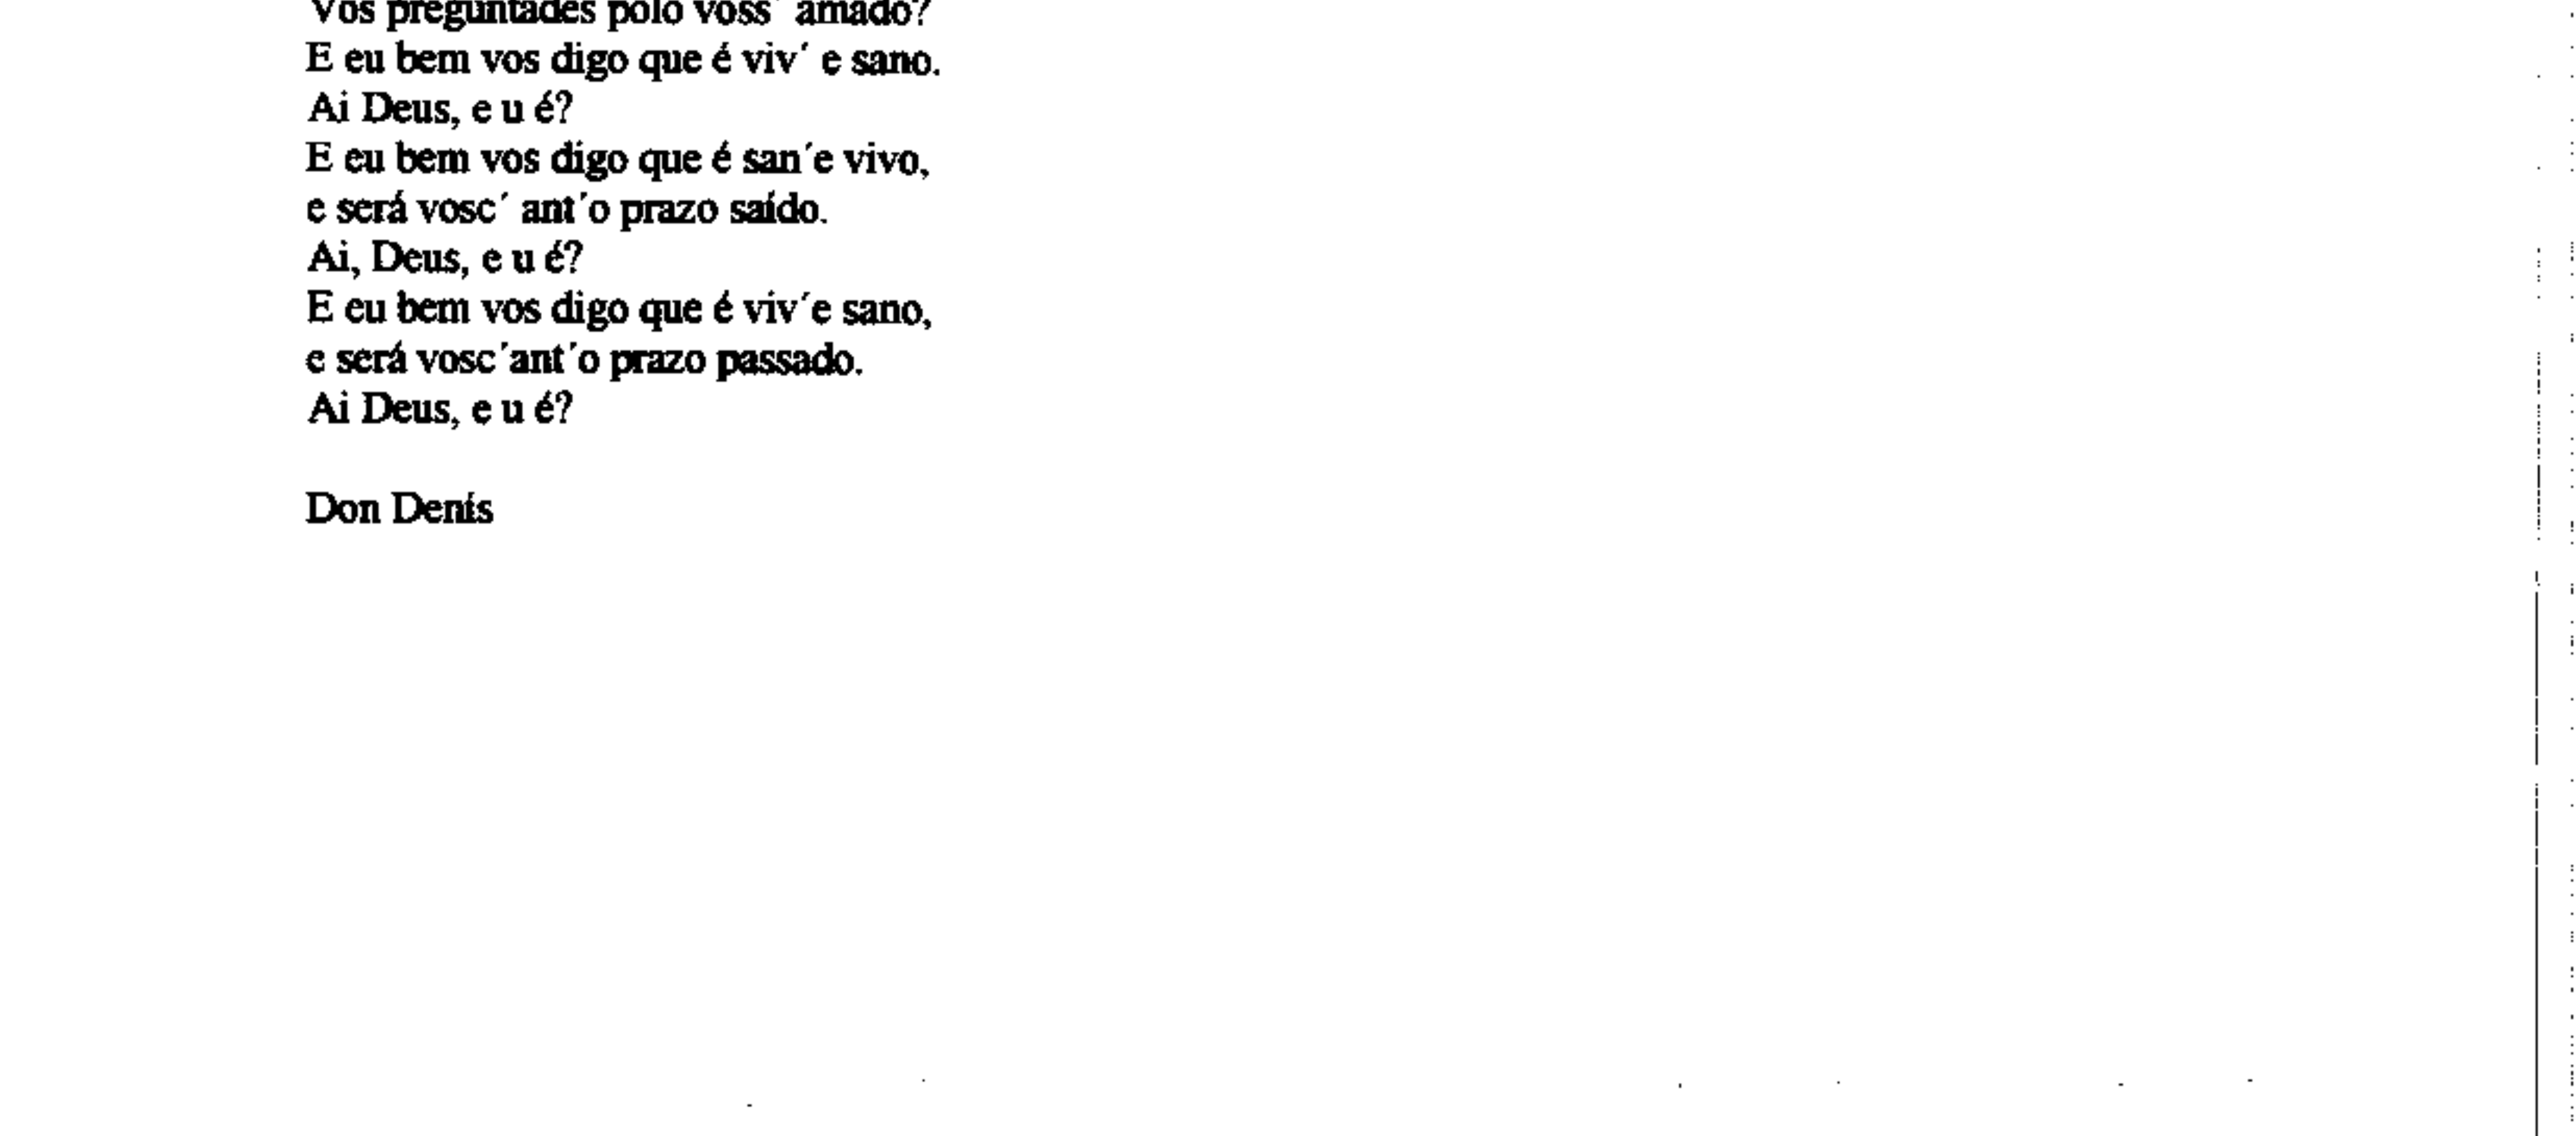 Vos preguntades polo voss´ amado?
E eu bem vos digo que é viv´ e sano.
Ai Deus, e u é?
E eu bem vos digo que é san´e vivo,
e será vosc´ ant´o prazo saído.
Ai, Deus, e u é?
E eu bem vos digo que é viv´e sano,
e será vosc´ant´o prazo passado.
Ai Deus, e u é?
Don Denís